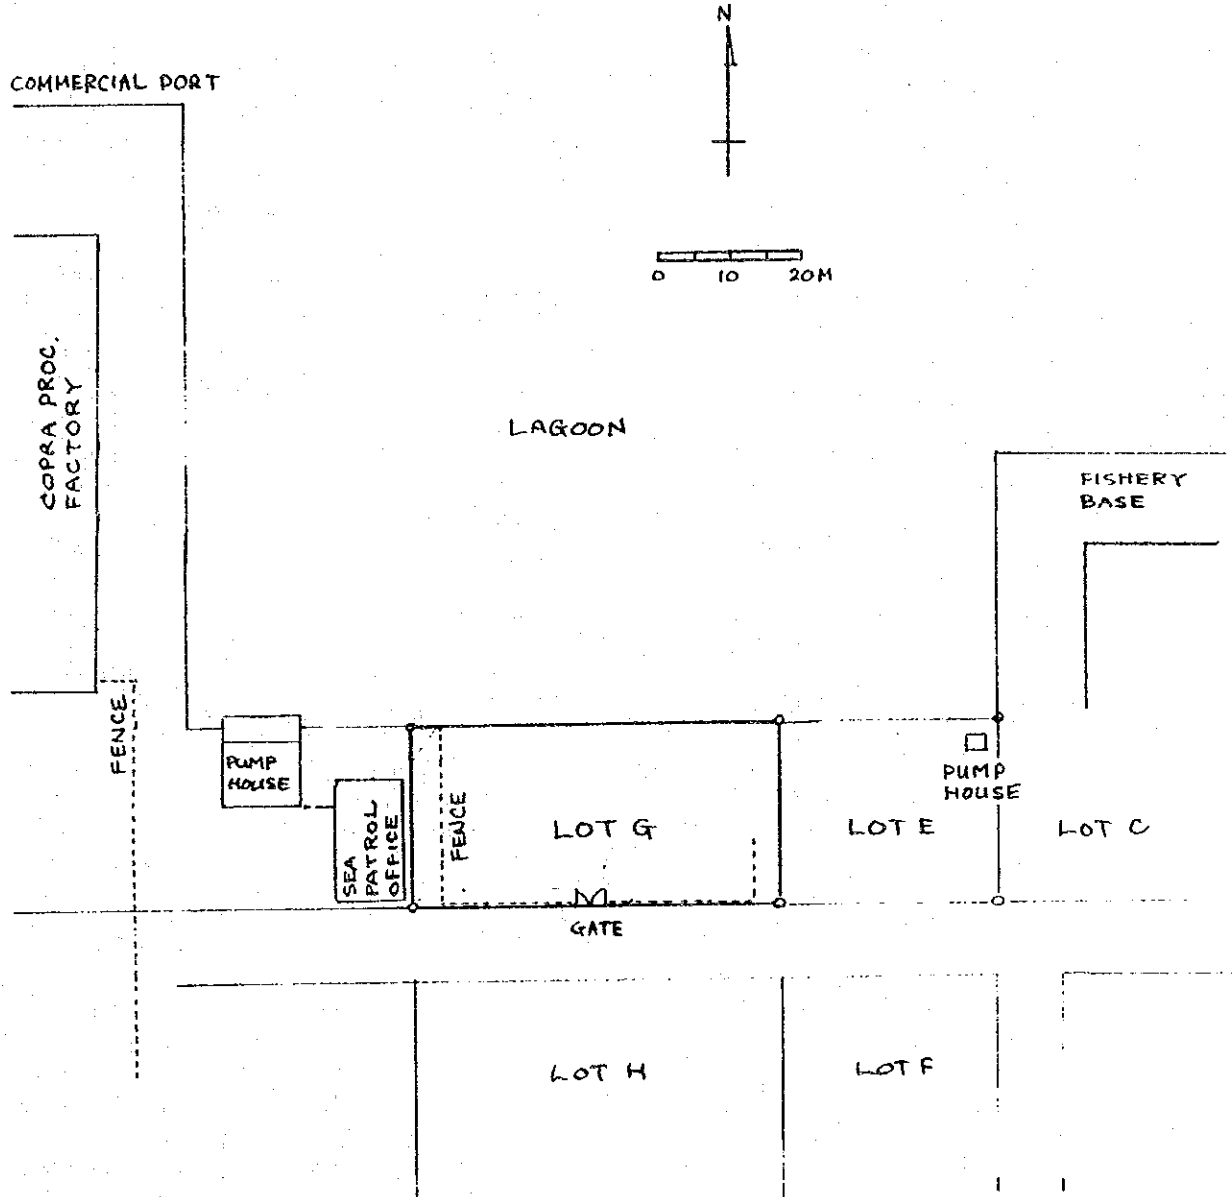 N
COMMERCIAL PORT
0 10 20M
COPRA PROC.
FACTORY
LAGOON
FISHERY
BASE
FENCE
PUMP
HOUSE
SEA
PATROL
OFFICE
FENCE
LOT G
LOT E
PUMP
HOUSE
LOT C
GATE
LOT H
LOT F